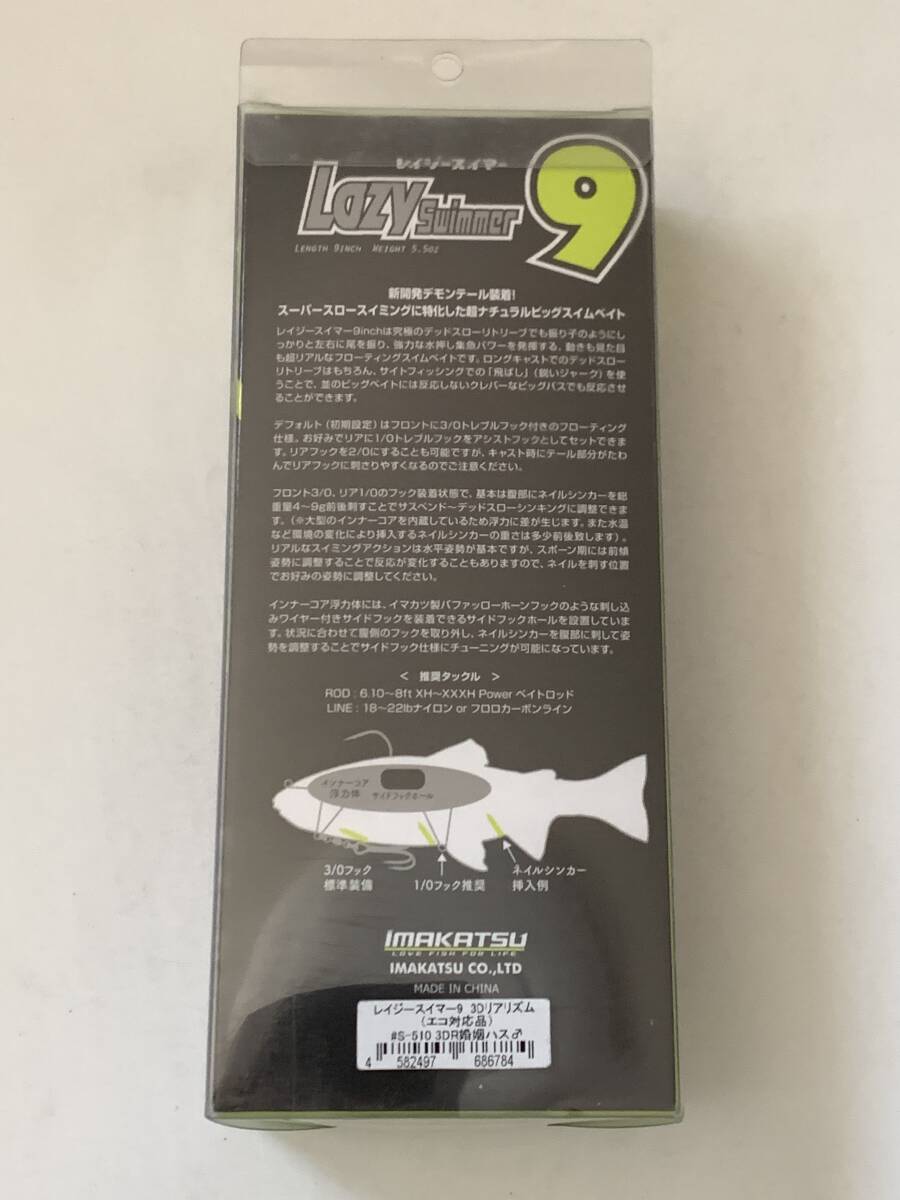 レイジースイマー
Lazy Swimmer 9
LENGTH 9INCH WEIGHT 5.5OZ
新開発デモンテール装着!
スーパースロースイミングに特化した超ナチュラルビッグスイムベイト
レイジースイマー9inchは究極のデッドスローリトリーブでも振り子のようにし
っかりと左右に尾を振り、強力な水押し集魚パワーを発揮する、動きも見た目
も超リアルなフローティングスイムベイトです。ロングキャストでのデッドスロー
リトリーブはもちろん、サイトフィッシングでの「飛ばし」(鋭いジャーク)を使
うことで、並のビッグベイトには反応しないクレバーなビッグバスでも反応させ
ることができます。
デフォルト(初期設定)はフロントに3/0トレブルフック付きのフローティング
仕様。お好みでリアに1/0トレブルフックをアシストフックとしてセットできま
す。リアフックを2/0にすることも可能ですが、キャスト時にテール部分がたわ
んでリアフックに刺さりやすくなるのでご注意ください。
フロント3/0、リア1/0のフック装着状態で、基本は腹部にネイルシンカーを総
重量4~9g前後刺すことでサスペンド~デッドスローシンキングに調整できま
す。(※大型のインナーコアを内蔵しているため浮力に差が生じます。また水温
など環境の変化により挿入するネイルシンカーの重さは多少前後致します)。
リアルなスイミングアクションは水平姿勢が基本ですが、スポーン期には前傾
姿勢に調整することで反応が変化することもありますので、ネイルを刺す位置
でお好みの姿勢に調整してください。
インナーコア浮力体には、イマカツ製バファッローホーンフックのような刺し込
みワイヤー付きサイドフックを装着できるサイドフックホールを設置していま
す。状況に合わせて腹側のフックを取り外し、ネイルシンカーを腹部に刺して姿
勢を調整することでサイドフック仕様にチューニングが可能になっています。
< 推奨タックル >
ROD : 6.10~8ft XH~XXXH Power ベイトロッド
LINE : 18~22lbナイロン or フロロカーボンライン
インナーコア
浮力体
サイドフックホール
3/0フック
標準装備
1/0フック推奨
ネイルシンカー
挿入例
IMAKATSU
LOVE FISH FOR LIFE
IMAKATSU CO.,LTD
MADE IN CHINA
レイジースイマー9 3Dリアリズム
(エコ対応品)
#S-510 3DR婚姻ハス♂
4 582497 686784